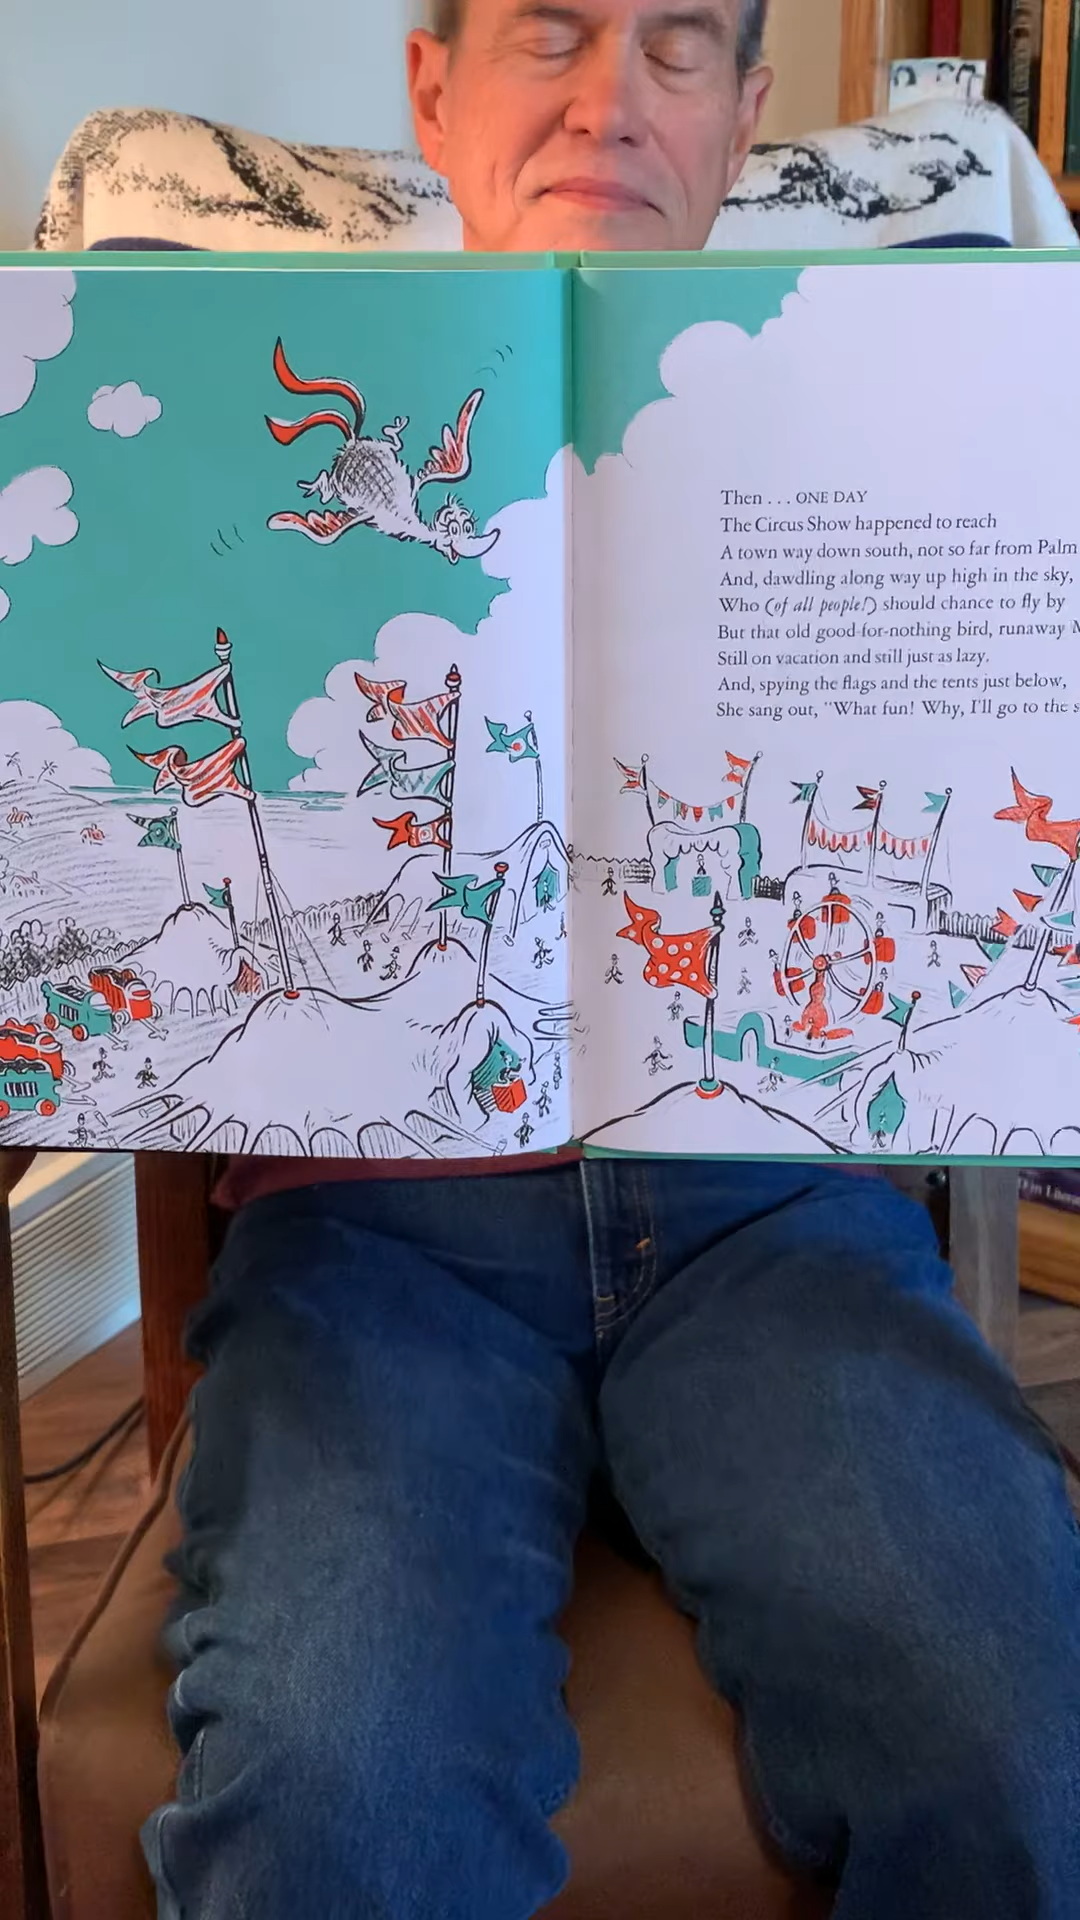 Then . . . ONE DAY
The Circus Show happened to reach
A town way down south, not so far from Palm
And, dawdling along way up high in the sky,
Who (of all people!) should chance to fly by
But that old good-for-nothing bird, runaway
Still on vacation and still just as lazy.
And, spying the flags and the tents just below,
She sang out, "What fun! Why, I'll go to the